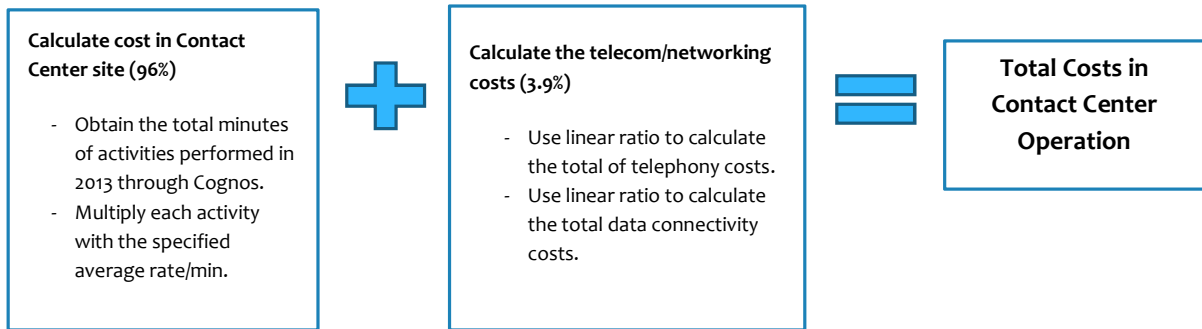 Calculate cost in Contact
Center site (96%)
- Obtain the total minutes
of activities performed in
2013 through Cognos.
- Multiply each activity
with the specified
average rate/min.
Calculate the telecom/networking
costs (3.9%)
- Use linear ratio to calculate
the total of telephony costs.
- Use linear ratio to calculate
the total data connectivity
costs.
Total Costs in
Contact Center
Operation